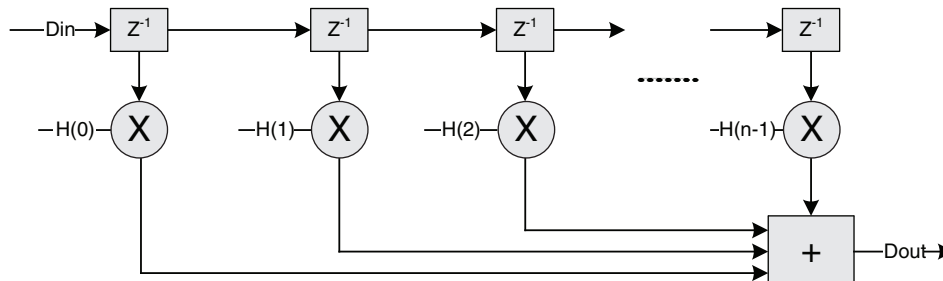 Din Z⁻¹ Z⁻¹ Z⁻¹ Z⁻¹
H(0) X H(1) X H(2) X H(n-1) X
+ Dout